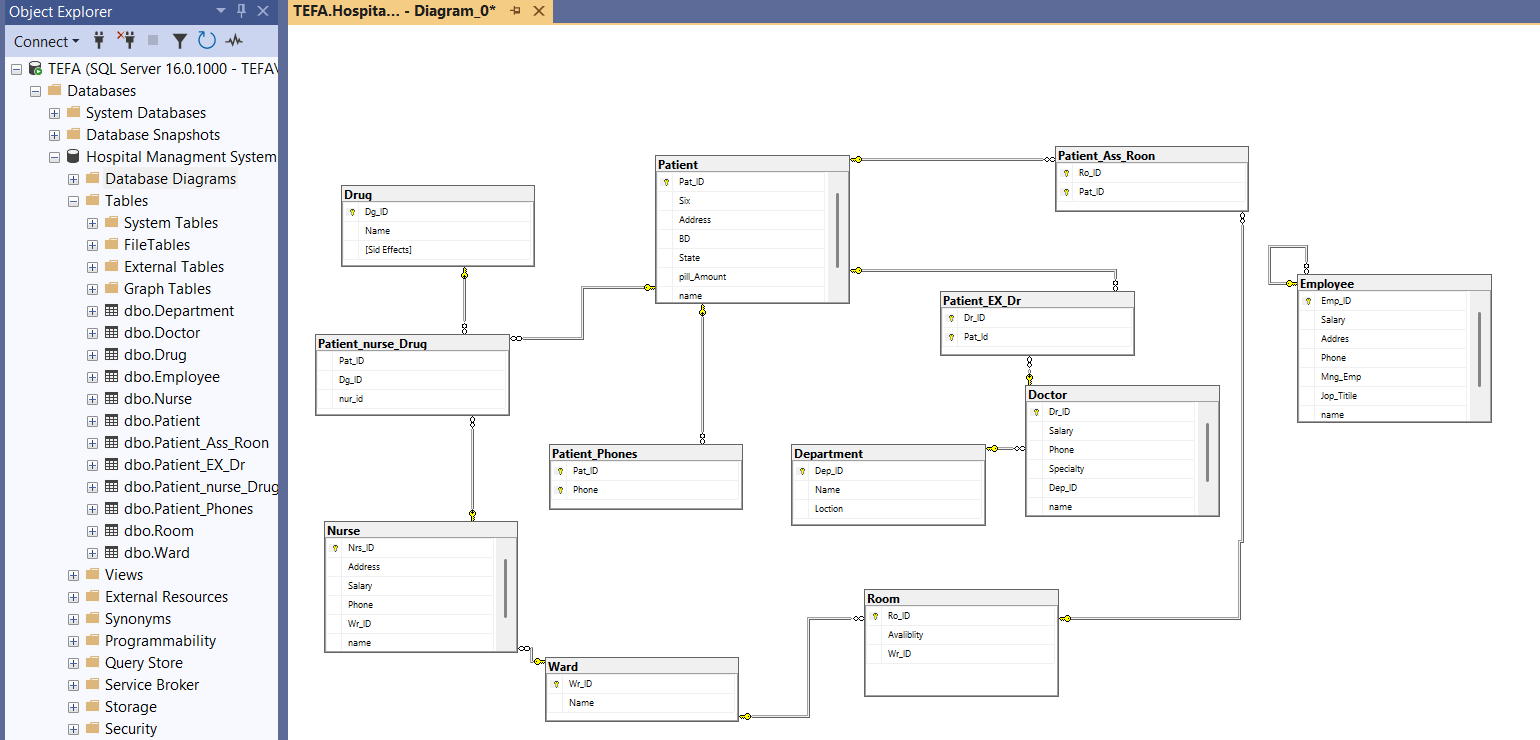 Object Explorer
Connect
TEFA (SQL Server 16.0.1000 - TEFA\
Databases
System Databases
Database Snapshots
Hospital Managment System
Database Diagrams
Tables
System Tables
FileTables
External Tables
Graph Tables
dbo.Department
dbo.Doctor
dbo.Drug
dbo.Employee
dbo.Nurse
dbo.Patient
dbo.Patient_Ass_Roon
dbo.Patient_EX_Dr
dbo.Patient_nurse_Drug
dbo.Patient_Phones
dbo.Room
dbo.Ward
Views
External Resources
Synonyms
Programmability
Query Store
Service Broker
Storage
Security
TEFA.Hospita... - Diagram_0*
Drug
Dg_ID
Name
[Sid Effects]
Patient
Pat_ID
Six
Address
BD
State
pill_Amount
name
Patient_Ass_Roon
Ro_ID
Pat_ID
Patient_EX_Dr
Dr_ID
Pat_Id
Employee
Emp_ID
Salary
Addres
Phone
Mng_Emp
Jop_Titile
name
Patient_nurse_Drug
Pat_ID
Dg_ID
nur_id
Doctor
Dr_ID
Salary
Phone
Specialty
Dep_ID
name
Patient_Phones
Pat_ID
Phone
Department
Dep_ID
Name
Loction
Nurse
Nrs_ID
Address
Salary
Phone
Wr_ID
name
Room
Ro_ID
Avaliblity
Wr_ID
Ward
Wr_ID
Name